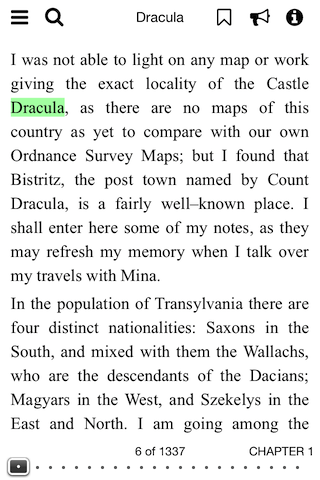 Dracula
I was not able to light on any map or work
giving the exact locality of the Castle
Dracula, as there are no maps of this
country as yet to compare with our own
Ordnance Survey Maps; but I found that
Bistritz, the post town named by Count
Dracula, is a fairly well–known place. I
shall enter here some of my notes, as they
may refresh my memory when I talk over
my travels with Mina.
In the population of Transylvania there are
four distinct nationalities: Saxons in the
South, and mixed with them the Wallachs,
who are the descendants of the Dacians;
Magyars in the West, and Szekelys in the
East and North. I am going among the
6 of 1337 CHAPTER 1